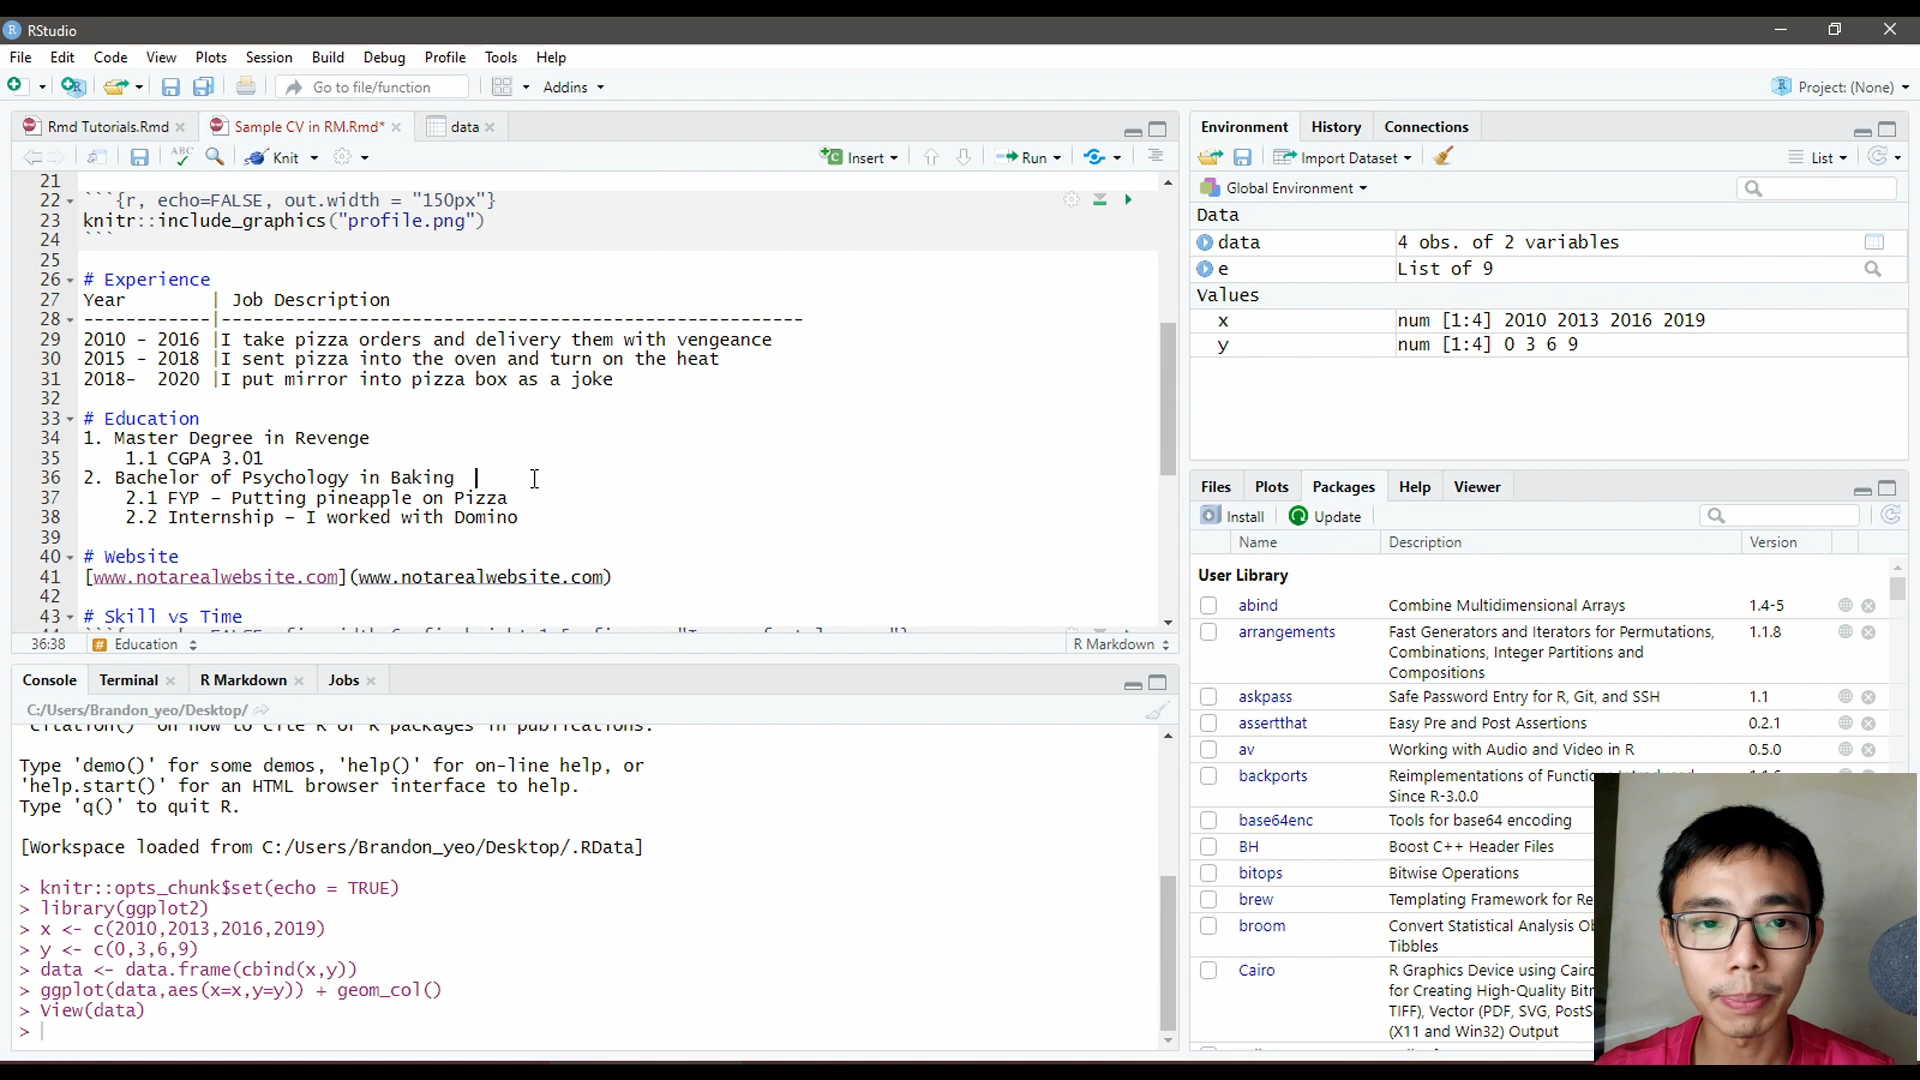 RStudio
File Edit Code View Plots Session Build Debug Profile Tools Help
Go to file/function Addins Project: (None)
Rmd Tutorials.Rmd Sample CV in RM.Rmd* data
ABC Knit Insert Run
21
22 ```{r, echo=FALSE, out.width = "150px"}
23 knitr::include_graphics("profile.png")
24 ```
25
26 # Experience
27 Year | Job Description
28 ------------|-------------------------------------------------------
29 2010 - 2016 |I take pizza orders and delivery them with vengeance
30 2015 - 2018 |I sent pizza into the oven and turn on the heat
31 2018- 2020 |I put mirror into pizza box as a joke
32
33 # Education
34 1. Master Degree in Revenge
35 1.1 CGPA 3.01
36 2. Bachelor of Psychology in Baking
37 2.1 FYP - Putting pineapple on Pizza
38 2.2 Internship - I worked with Domino
39
40 # Website
41 [www.notarealwebsite.com](www.notarealwebsite.com)
42
43 # Skill vs Time
36:38 # Education R Markdown
Console Terminal R Markdown Jobs
C:/Users/Brandon_yeo/Desktop/
'citation()' on how to cite R or R packages in publications.
Type 'demo()' for some demos, 'help()' for on-line help, or
'help.start()' for an HTML browser interface to help.
Type 'q()' to quit R.
[Workspace loaded from C:/Users/Brandon_yeo/Desktop/.RData]
> knitr::opts_chunk$set(echo = TRUE)
> library(ggplot2)
> x <- c(2010,2013,2016,2019)
> y <- c(0,3,6,9)
> data <- data.frame(cbind(x,y))
> ggplot(data,aes(x=x,y=y)) + geom_col()
> View(data)
>
Environment History Connections
Import Dataset List
Global Environment
Data
data 4 obs. of 2 variables
e List of 9
Values
x num [1:4] 2010 2013 2016 2019
y num [1:4] 0 3 6 9
Files Plots Packages Help Viewer
Install Update
Name Description Version
User Library
abind Combine Multidimensional Arrays 1.4-5
arrangements Fast Generators and Iterators for Permutations, 1.1.8
Combinations, Integer Partitions and
Compositions
askpass Safe Password Entry for R, Git, and SSH 1.1
assertthat Easy Pre and Post Assertions 0.2.1
av Working with Audio and Video in R 0.5.0
backports Reimplementations of Functions Introduced
Since R-3.0.0
base64enc Tools for base64 encoding
BH Boost C++ Header Files
bitops Bitwise Operations
brew Templating Framework for Re
broom Convert Statistical Analysis Ob
Tibbles
Cairo R Graphics Device using Cairo
for Creating High-Quality Bitm
TIFF), Vector (PDF, SVG, PostS
(X11 and Win32) Output